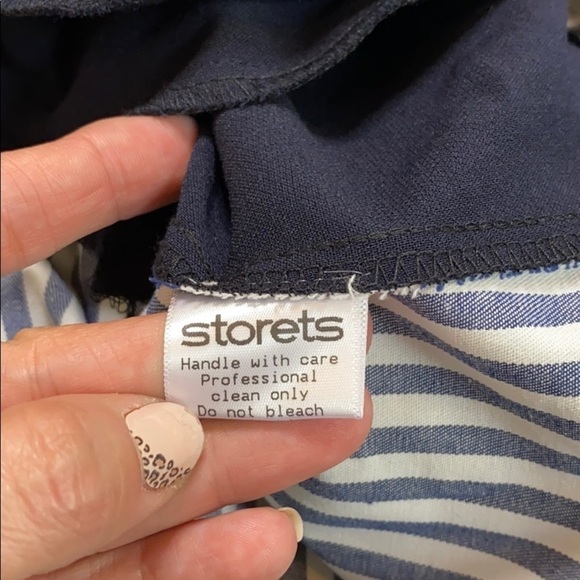 storets
Handle with care
Professional
clean only
Do not bleach